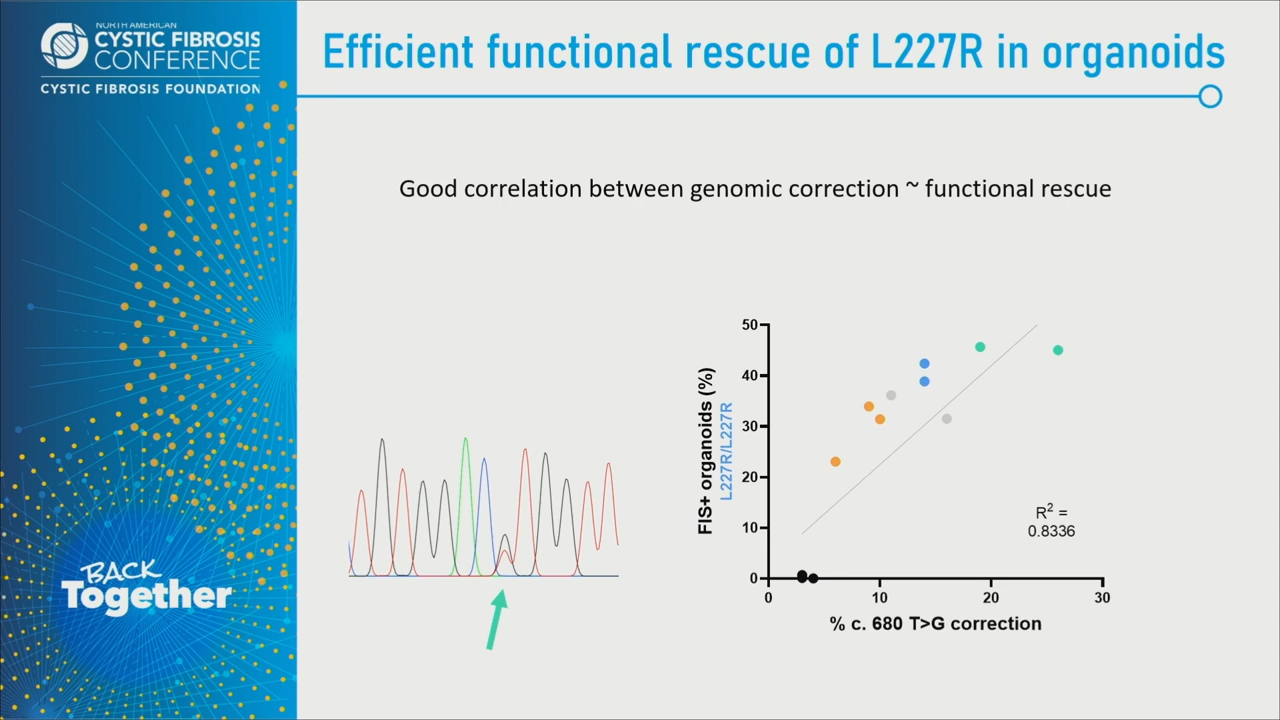 NORTH AMERICAN
CYSTIC FIBROSIS
CONFERENCE
CYSTIC FIBROSIS FOUNDATION
Efficient functional rescue of L227R in organoids
Good correlation between genomic correction ~ functional rescue
FIS+ organoids (%)
L227R/L227R
50
40
30
20
10
0
R² =
0.8336
0 10 20 30
% c. 680 T>G correction
BACK
Together